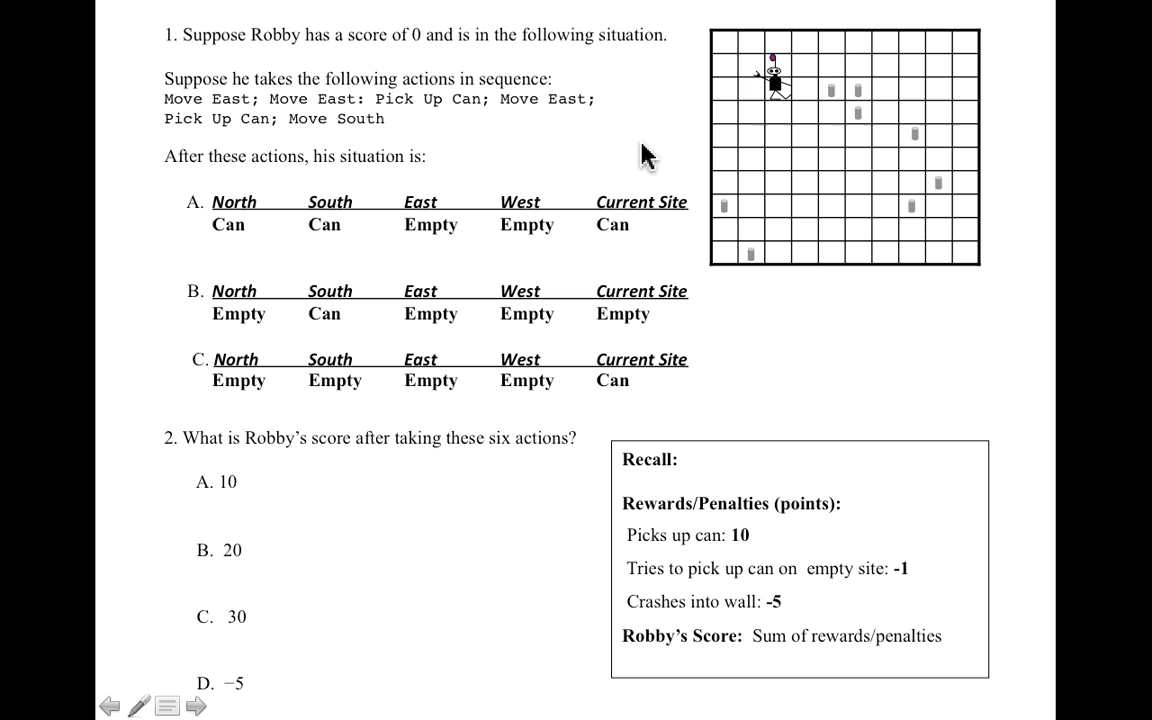 1. Suppose Robby has a score of 0 and is in the following situation.
Suppose he takes the following actions in sequence:
Move East; Move East: Pick Up Can; Move East;
Pick Up Can; Move South
After these actions, his situation is:
A. North South East West Current Site
Can Can Empty Empty Can
B. North South East West Current Site
Empty Can Empty Empty Empty
C. North South East West Current Site
Empty Empty Empty Empty Can
2. What is Robby’s score after taking these six actions?
A. 10
B. 20
C. 30
D. −5
Recall:
Rewards/Penalties (points):
Picks up can: 10
Tries to pick up can on empty site: -1
Crashes into wall: -5
Robby’s Score: Sum of rewards/penalties